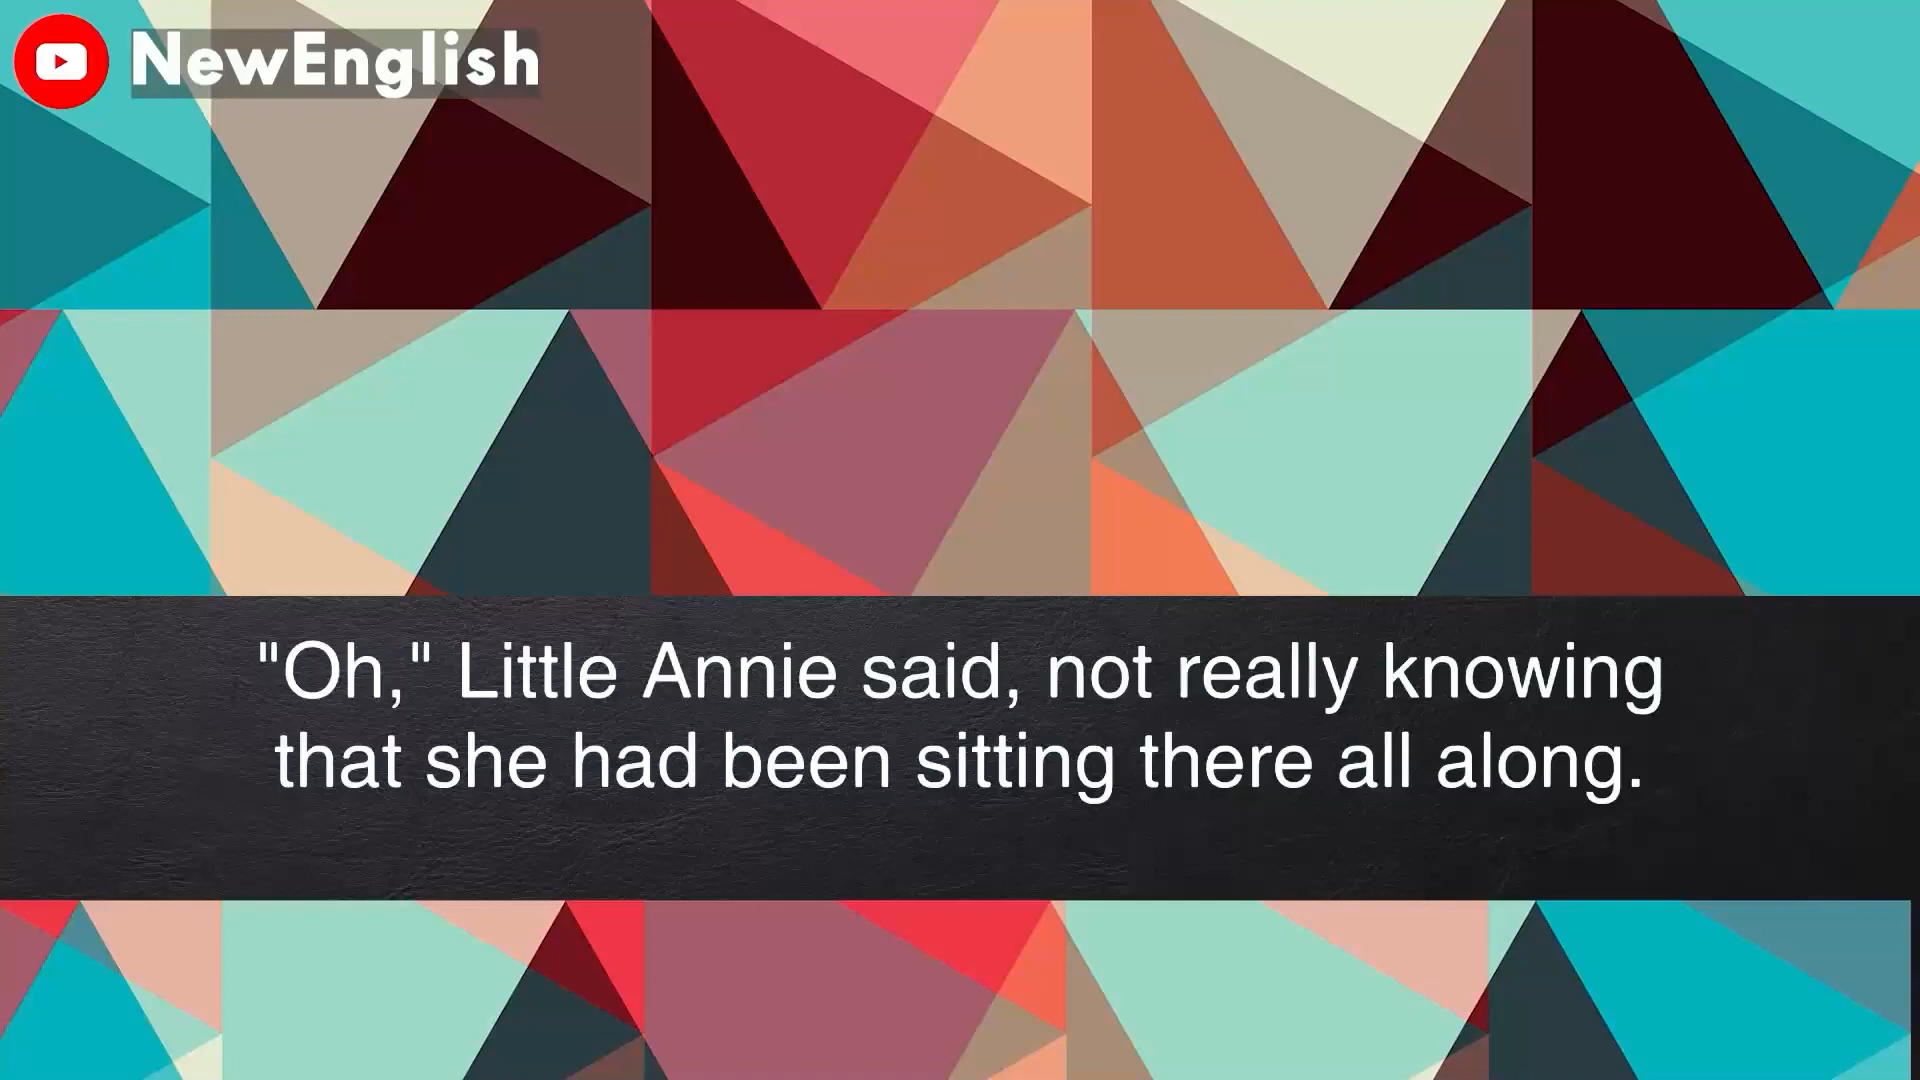 NewEnglish
"Oh," Little Annie said, not really knowing
that she had been sitting there all along.